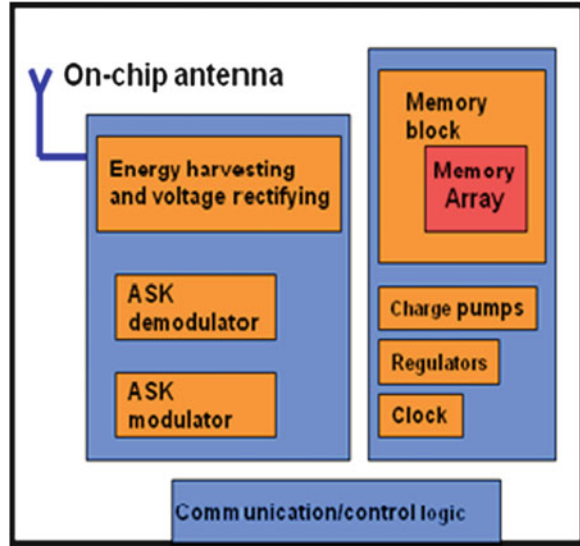 On-chip antenna
Energy harvesting
and voltage rectifying
ASK
demodulator
ASK
modulator
Memory
block
Memory
Array
Charge pumps
Regulators
Clock
Communication/control logic